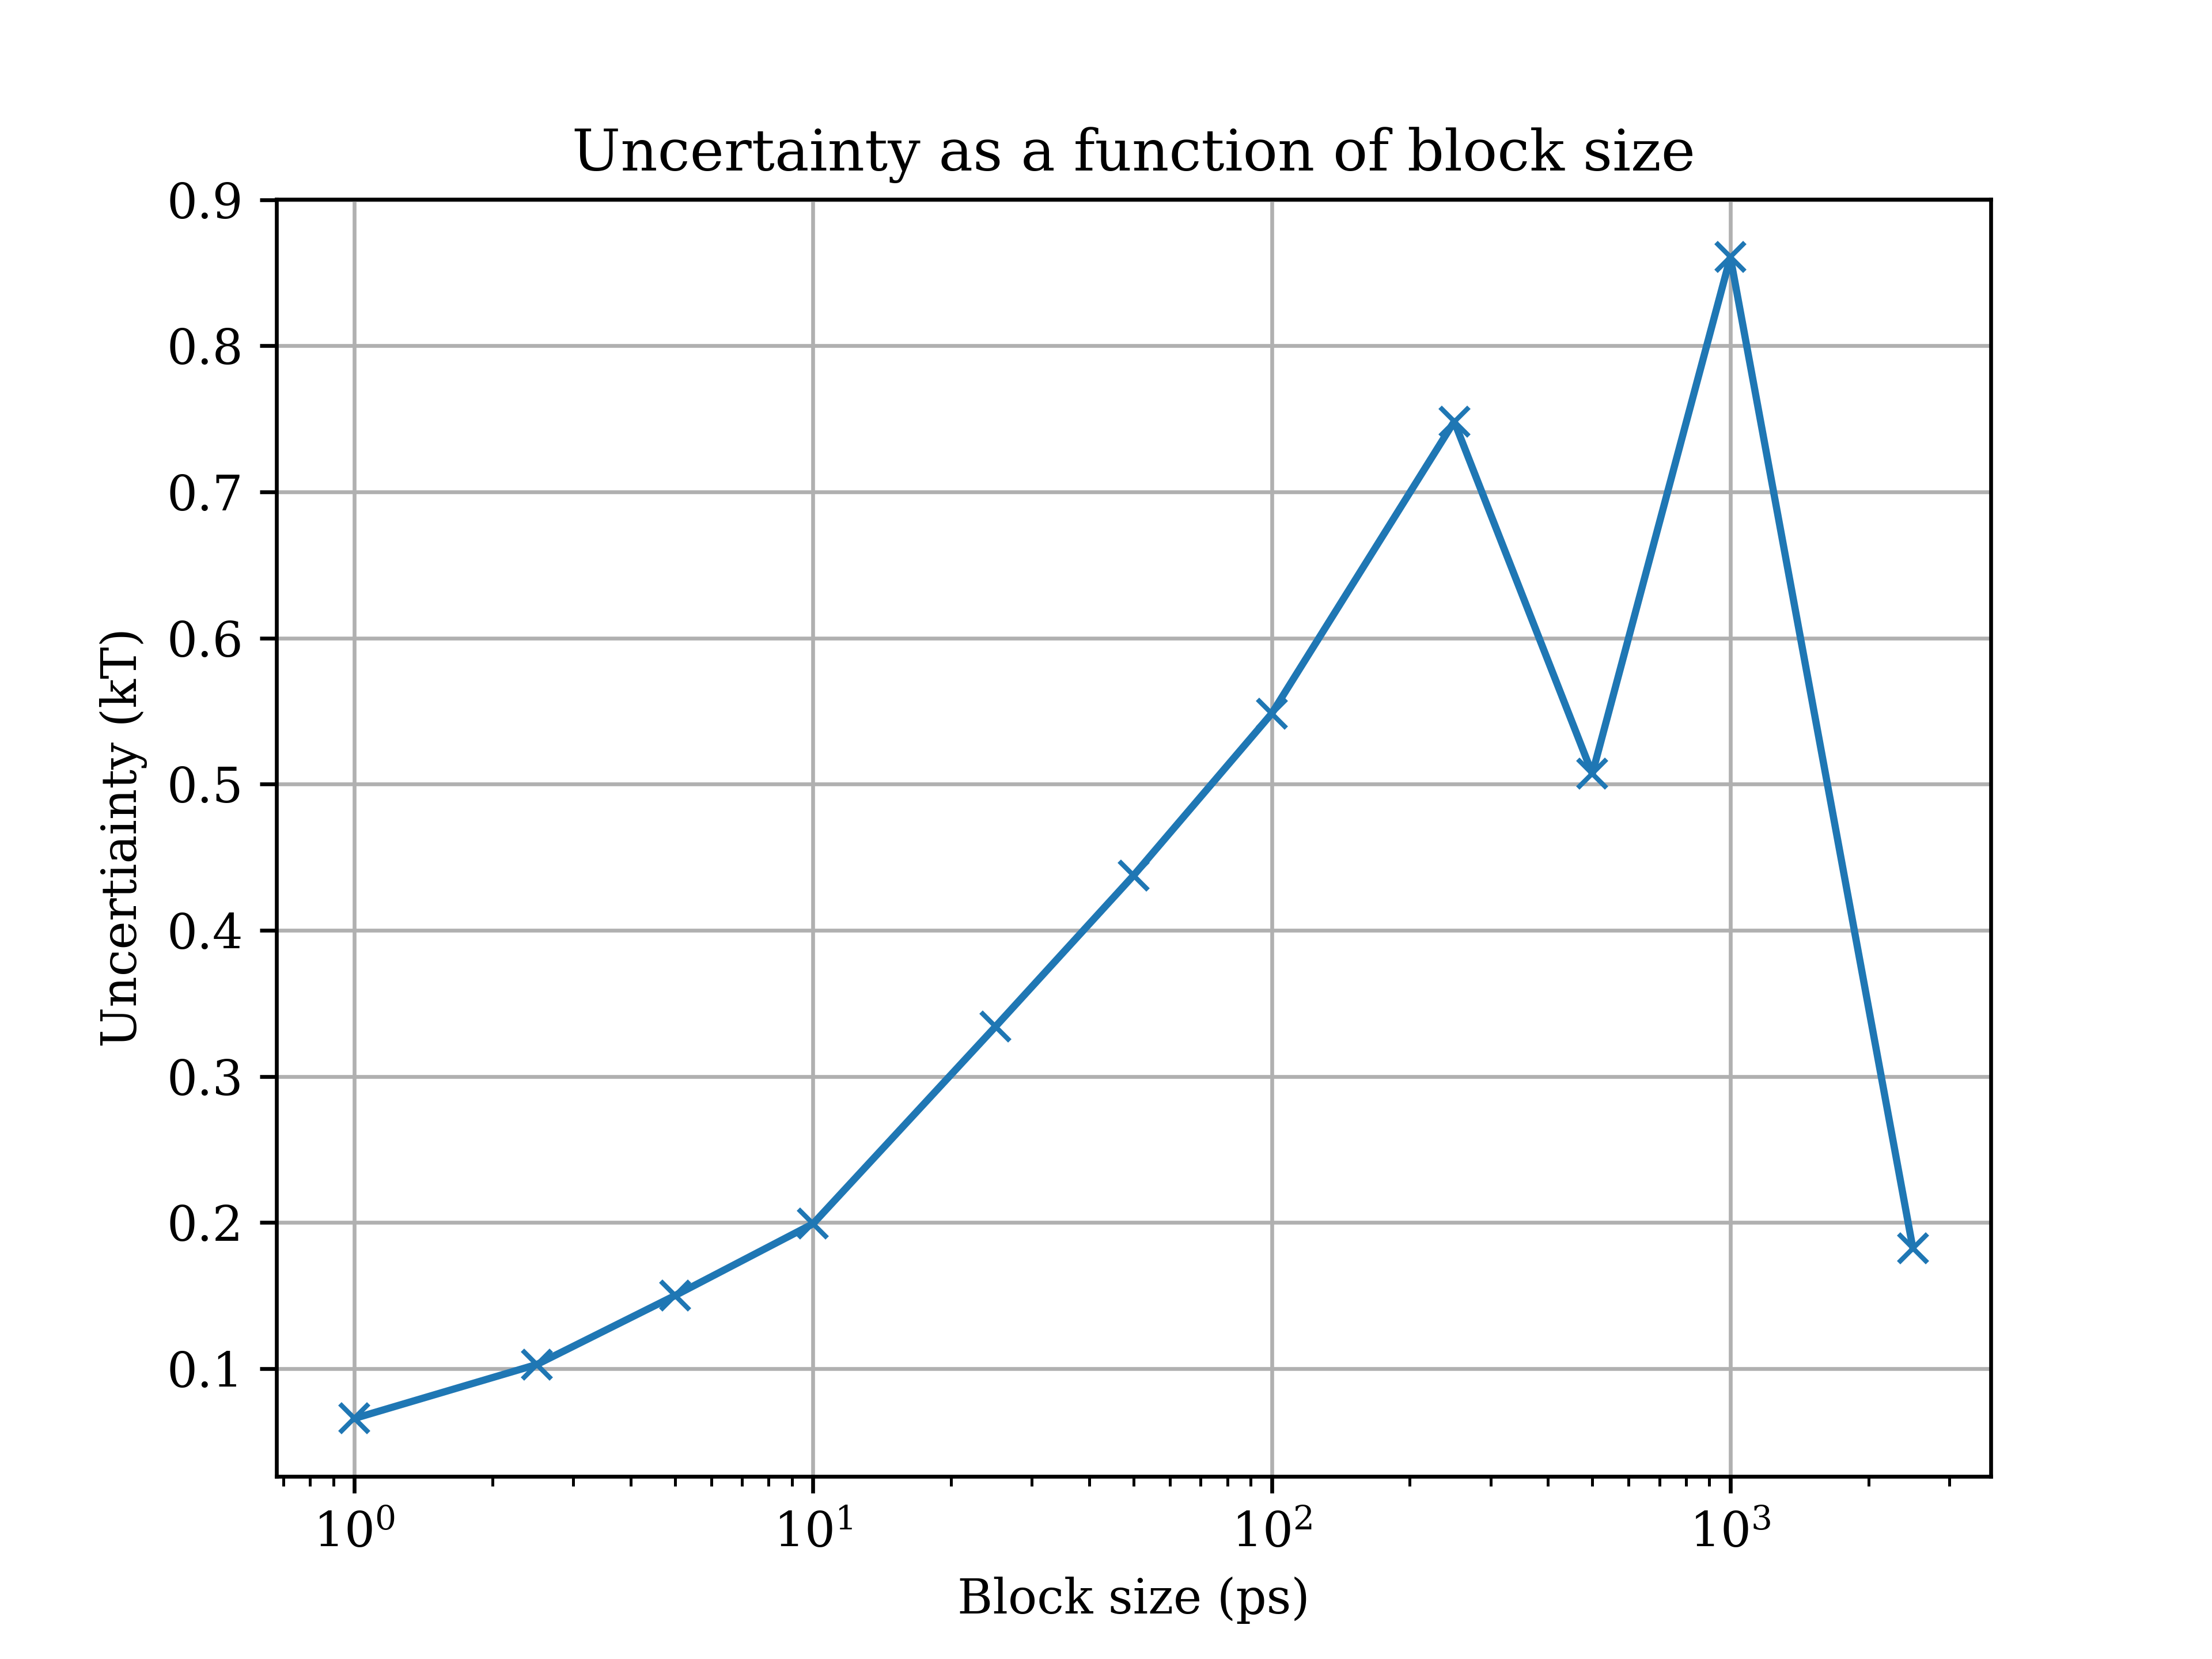 Uncertainty as a function of block size
0.9
0.8
0.7
0.6
0.5
0.4
0.3
0.2
0.1
Uncertiainty (kT)
10⁰ 10¹ 10² 10³
Block size (ps)